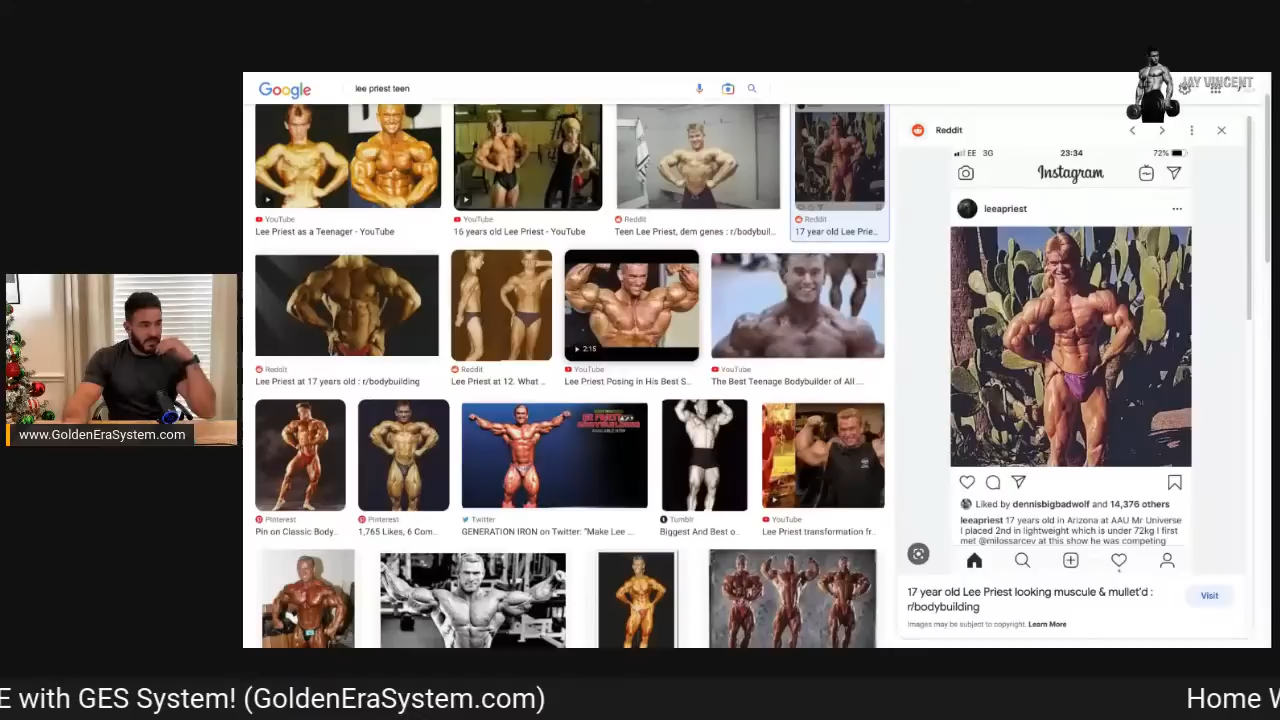 Google
lee priest teen
JAY VINCENT
YouTube
Lee Priest as a Teenager - YouTube
YouTube
16 years old Lee Priest - YouTube
Reddit
Teen Lee Priest, dem genes : r/bodybuil...
Reddit
17 year old Lee Prie...
Reddit
Lee Priest at 17 years old : r/bodybuilding
Reddit
Lee Priest at 12. What ...
2:15
YouTube
Lee Priest Posing in His Best S...
YouTube
The Best Teenage Bodybuilder of All ....
Pinterest
Pin on Classic Body..
Pinterest
1,765 Likes, 6 Com..
Twitter
GENERATION IRON on Twitter: "Make Lee ...
Tumblr
Biggest And Best o..
YouTube
Lee Priest transformation fr..
Reddit
EE 3G
23:34
72%
Instagram
leeapriest
Liked by dennisbigbadwolf and 14,376 others
leeapriest 17 years old in Arizona at AAU Mr Universe
I placed 2nd in lightweight which is under 72kg I first
met @milossarcev at this show he was competing
17 year old Lee Priest looking muscule & mullet'd :
r/bodybuilding
Visit
Images may be subject to copyright. Learn More
www.GoldenEraSystem.com
E with GES System! (GoldenEraSystem.com)
Home